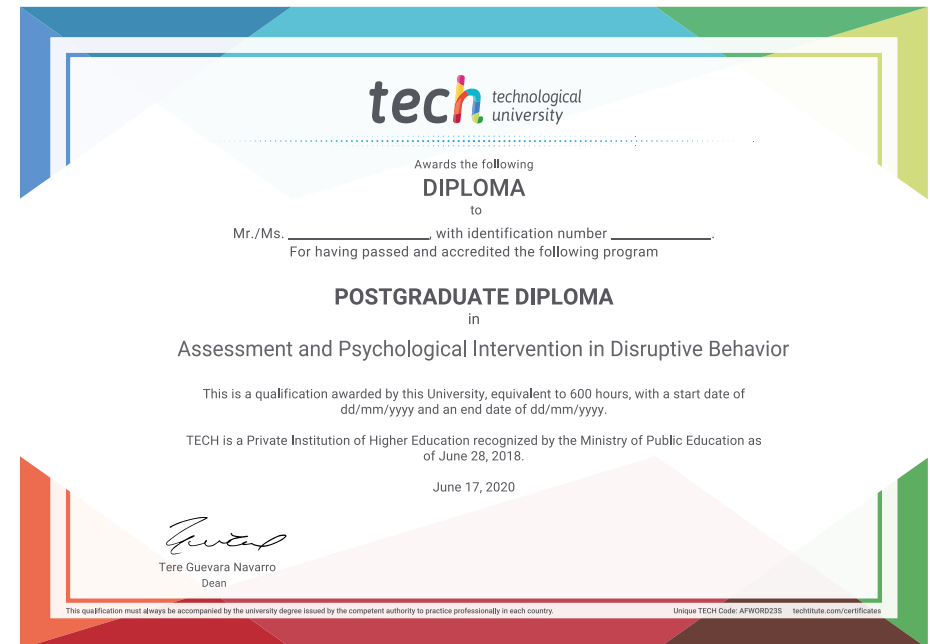 tech technological
university
Awards the following
DIPLOMA
to
Mr./Ms. ____________________, with identification number ______________.
For having passed and accredited the following program
POSTGRADUATE DIPLOMA
in
Assessment and Psychological Intervention in Disruptive Behavior
This is a qualification awarded by this University, equivalent to 600 hours, with a start date of
dd/mm/yyyy and an end date of dd/mm/yyyy.
TECH is a Private Institution of Higher Education recognized by the Ministry of Public Education as
of June 28, 2018.
June 17, 2020
Tere Guevara Navarro
Dean
This qualification must always be accompanied by the university degree issued by the competent authority to practice professionally in each country. Unique TECH Code: AFWORD23S techtitute.com/certificates